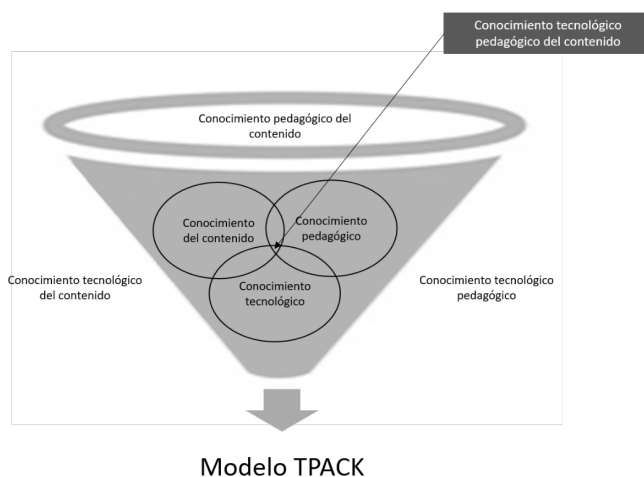 Conocimiento tecnológico
pedagógico del contenido
Conocimiento pedagógico del
contenido
Conocimiento
del contenido
Conocimiento
pedagógico
Conocimiento tecnológico
del contenido
Conocimiento
tecnológico
Conocimiento tecnológico
pedagógico
Modelo TPACK